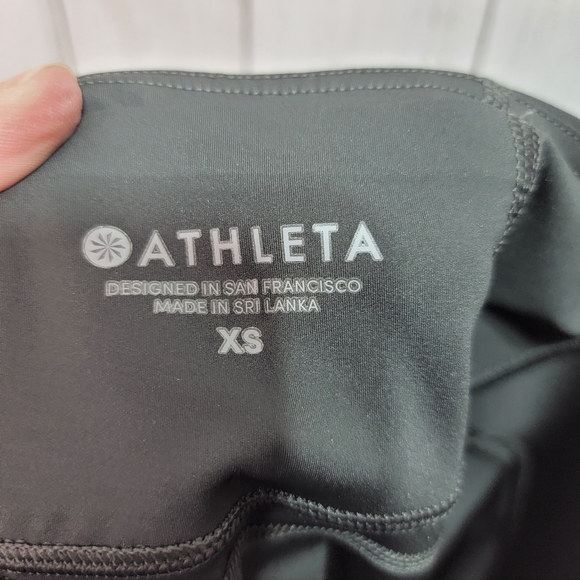 ATHLETA
DESIGNED IN SAN FRANCISCO
MADE IN SRI LANKA
XS